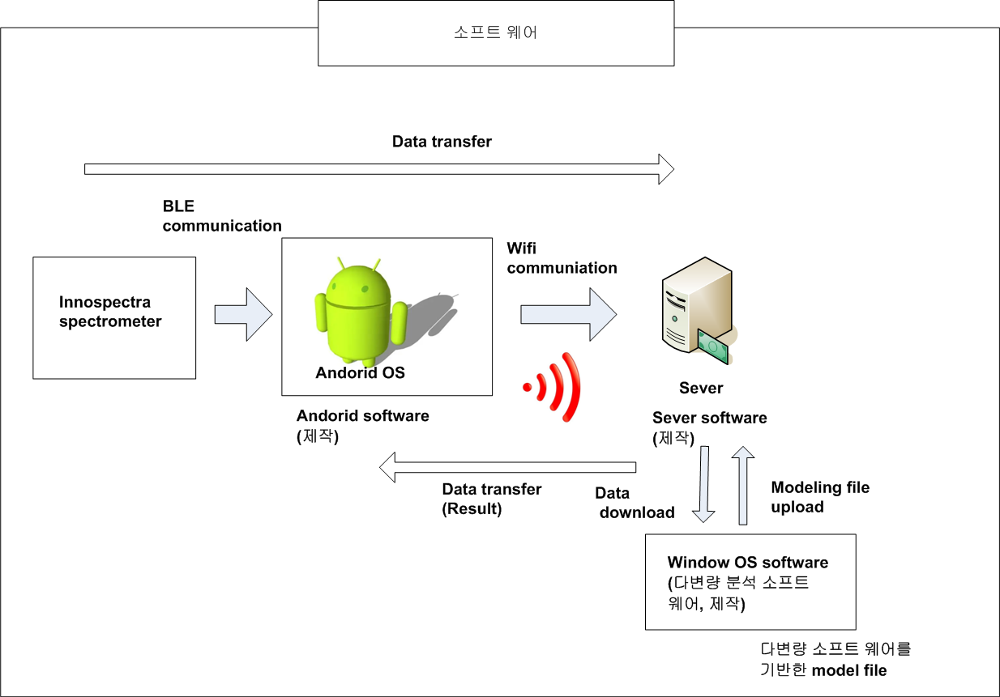 소프트 웨어
Data transfer
BLE
communication
Wifi
communiation
Innospectra
spectrometer
Andorid OS
Sever
Andorid software
(제작)
Sever software
(제작)
Data transfer
(Result)
Data
download
Modeling file
upload
Window OS software
(다변량 분석 소프트
웨어, 제작)
다변량 소프트 웨어를
기반한 model file